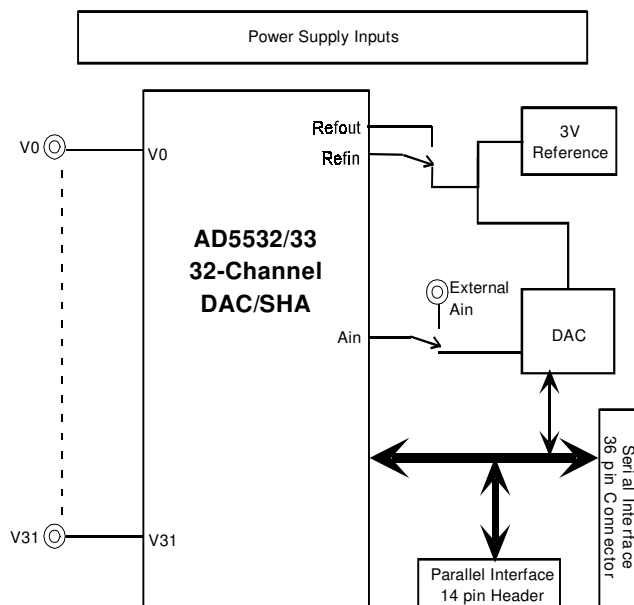 Power Supply Inputs
Refout
Refin
3V
Reference
V0
V0
AD5532/33
32-Channel
DAC/SHA
External
Ain
Ain
DAC
V31
V31
Serial Interface
36 pin Connector
Parallel Interface
14 pin Header